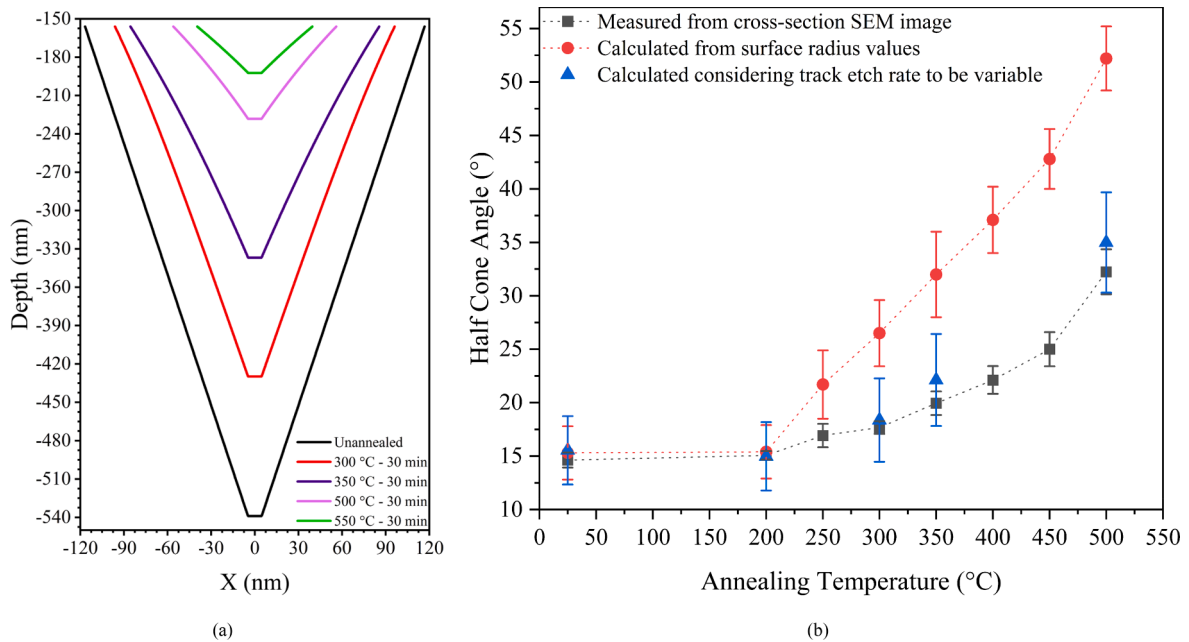 -150
-180
-210
-240
-270
-300
-330
-360
-390
-420
-450
-480
-510
-540
Depth (nm)
Unannealed
300 °C - 30 min
350 °C - 30 min
500 °C - 30 min
550 °C - 30 min
-120 -90 -60 -30 0 30 60 90 120
X (nm)
(a)
Measured from cross-section SEM image
Calculated from surface radius values
Calculated considering track etch rate to be variable
55
50
45
40
35
30
25
20
15
10
Half Cone Angle (°)
0 50 100 150 200 250 300 350 400 450 500 550
Annealing Temperature (°C)
(b)